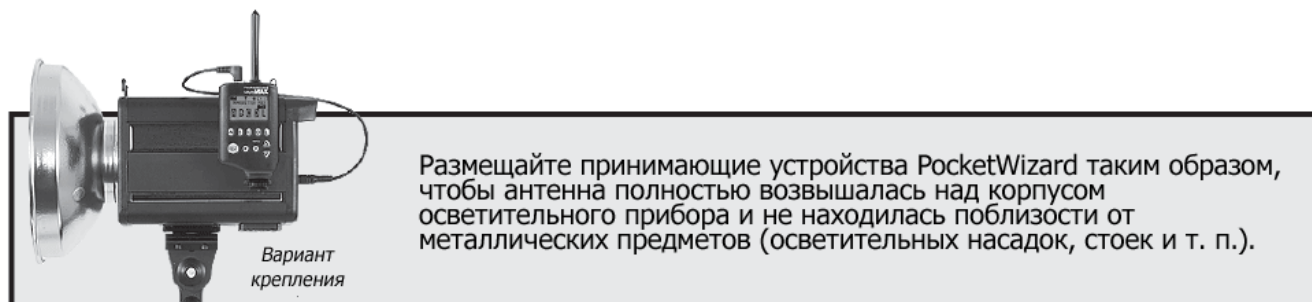 MAX
Размещайте принимающие устройства PocketWizard таким образом,
чтобы антенна полностью возвышалась над корпусом
осветительного прибора и не находилась поблизости от
металлических предметов (осветительных насадок, стоек и т. п.).
Вариант
крепления